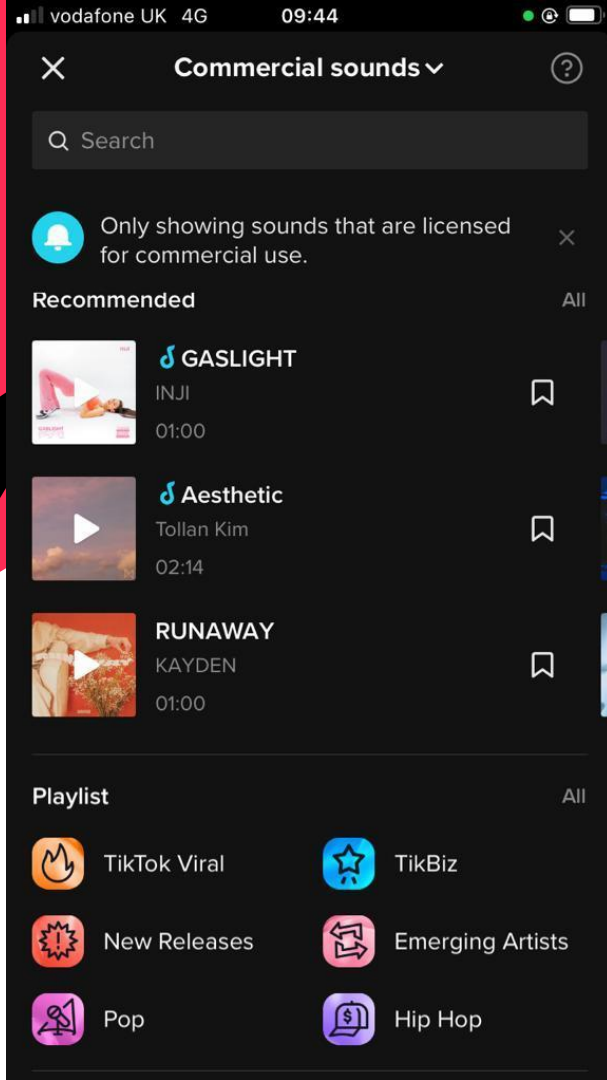 vodafone UK 4G 09:44
Commercial sounds
?
Search
Only showing sounds that are licensed
for commercial use.
Recommended All
GASLIGHT
INJI
01:00
Aesthetic
Tollan Kim
02:14
RUNAWAY
KAYDEN
01:00
Playlist All
TikTok Viral
TikBiz
New Releases
Emerging Artists
Pop
$
Hip Hop